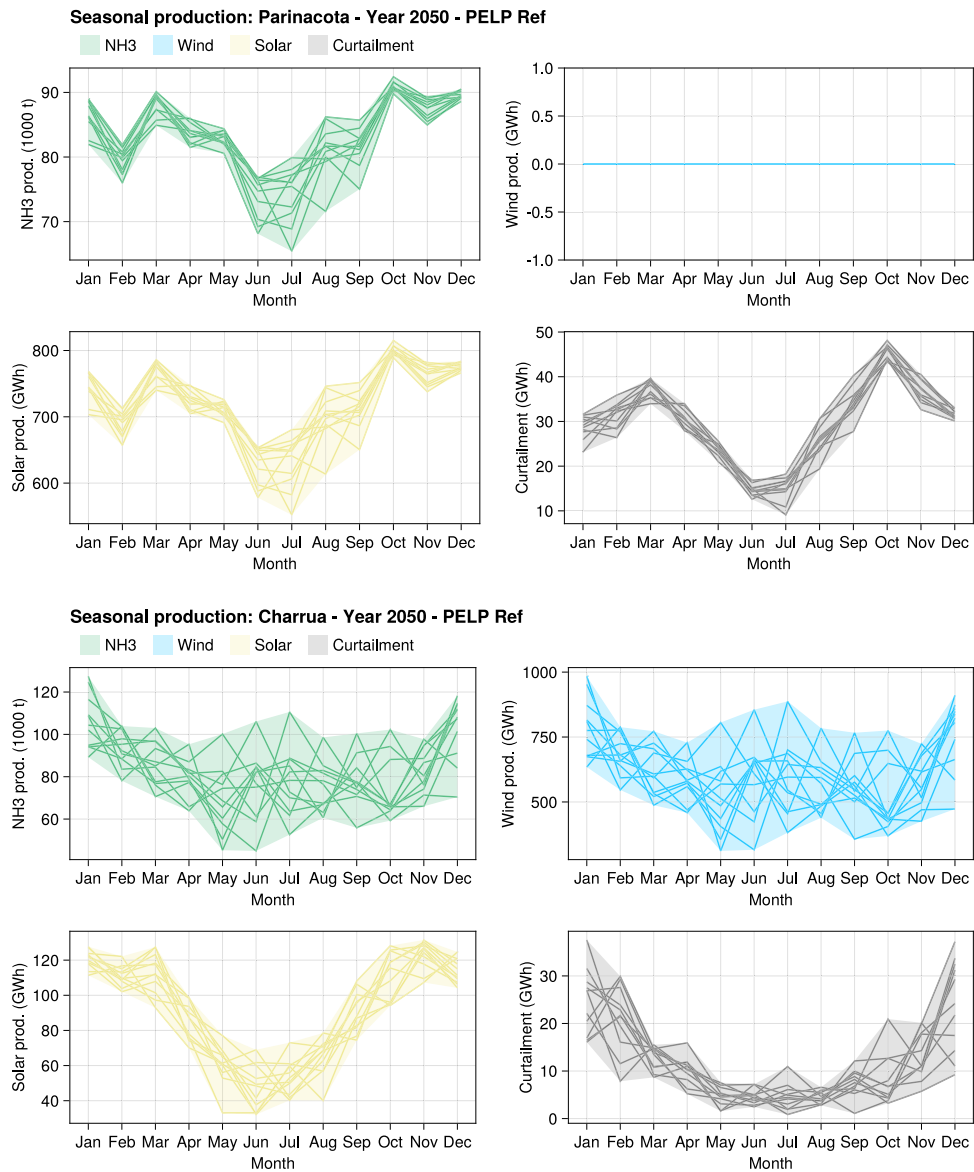 Seasonal production: Parinacota - Year 2050 - PELP Ref
NH3 Wind Solar Curtailment
NH3 prod. (1000 t)
90
80
70
Jan Feb Mar Apr May Jun Jul Aug Sep Oct Nov Dec
Month
Wind prod. (GWh)
1.0
0.5
0.0
-0.5
-1.0
Jan Feb Mar Apr May Jun Jul Aug Sep Oct Nov Dec
Month
Solar prod. (GWh)
800
700
600
Jan Feb Mar Apr May Jun Jul Aug Sep Oct Nov Dec
Month
Curtailment (GWh)
50
40
30
20
10
Jan Feb Mar Apr May Jun Jul Aug Sep Oct Nov Dec
Month
Seasonal production: Charrua - Year 2050 - PELP Ref
NH3 Wind Solar Curtailment
NH3 prod. (1000 t)
120
100
80
60
Jan Feb Mar Apr May Jun Jul Aug Sep Oct Nov Dec
Month
Wind prod. (GWh)
1000
750
500
Jan Feb Mar Apr May Jun Jul Aug Sep Oct Nov Dec
Month
Solar prod. (GWh)
120
100
80
60
40
Jan Feb Mar Apr May Jun Jul Aug Sep Oct Nov Dec
Month
Curtailment (GWh)
30
20
10
0
Jan Feb Mar Apr May Jun Jul Aug Sep Oct Nov Dec
Month